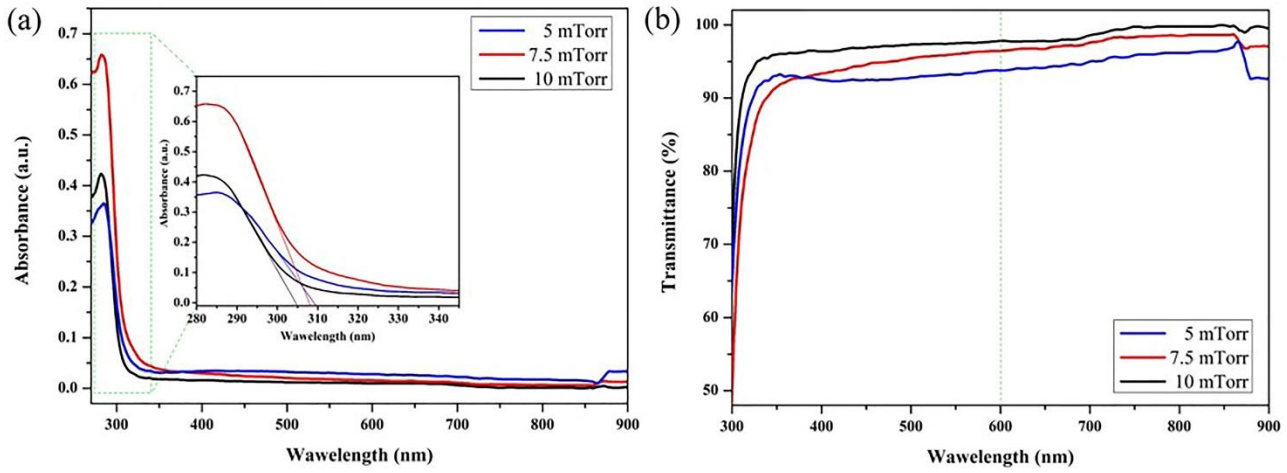 (a)
0.7
0.6
0.5
0.4
0.3
0.2
0.1
0.0
Absorbance (a.u.)
300 400 500 600 700 800 900
Wawelength (nm)
5 mTorr
7.5 mTorr
10 mTorr
0.7
0.6
0.5
0.4
0.3
0.2
0.1
0.0
Absorbance (a.u.)
280 290 300 310 320 330 340
Wawelength (nm)
(b)
100
90
80
70
60
50
Transmittance (%)
300 400 500 600 700 800 900
Wawelength (nm)
5 mTorr
7.5 mTorr
10 mTorr